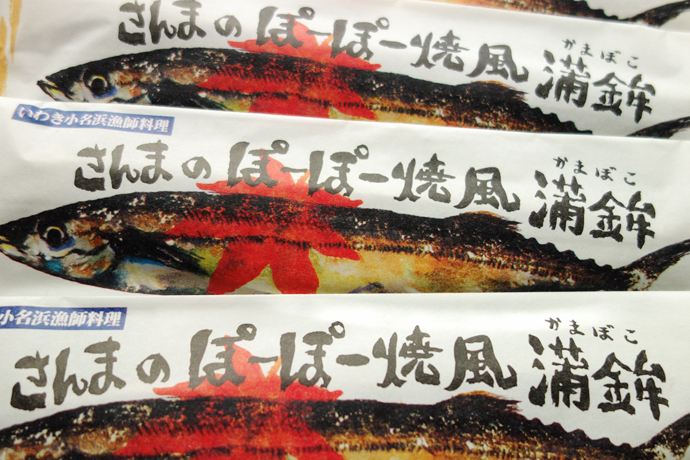 さんまのぽーぽー焼風
かまぼこ
蒲鉾
いわき小名浜漁師料理
さんまのぽーぽー焼風
かまぼこ
蒲鉾
小名浜漁師料理
さんまのぽーぽー焼風
かまぼこ
蒲鉾